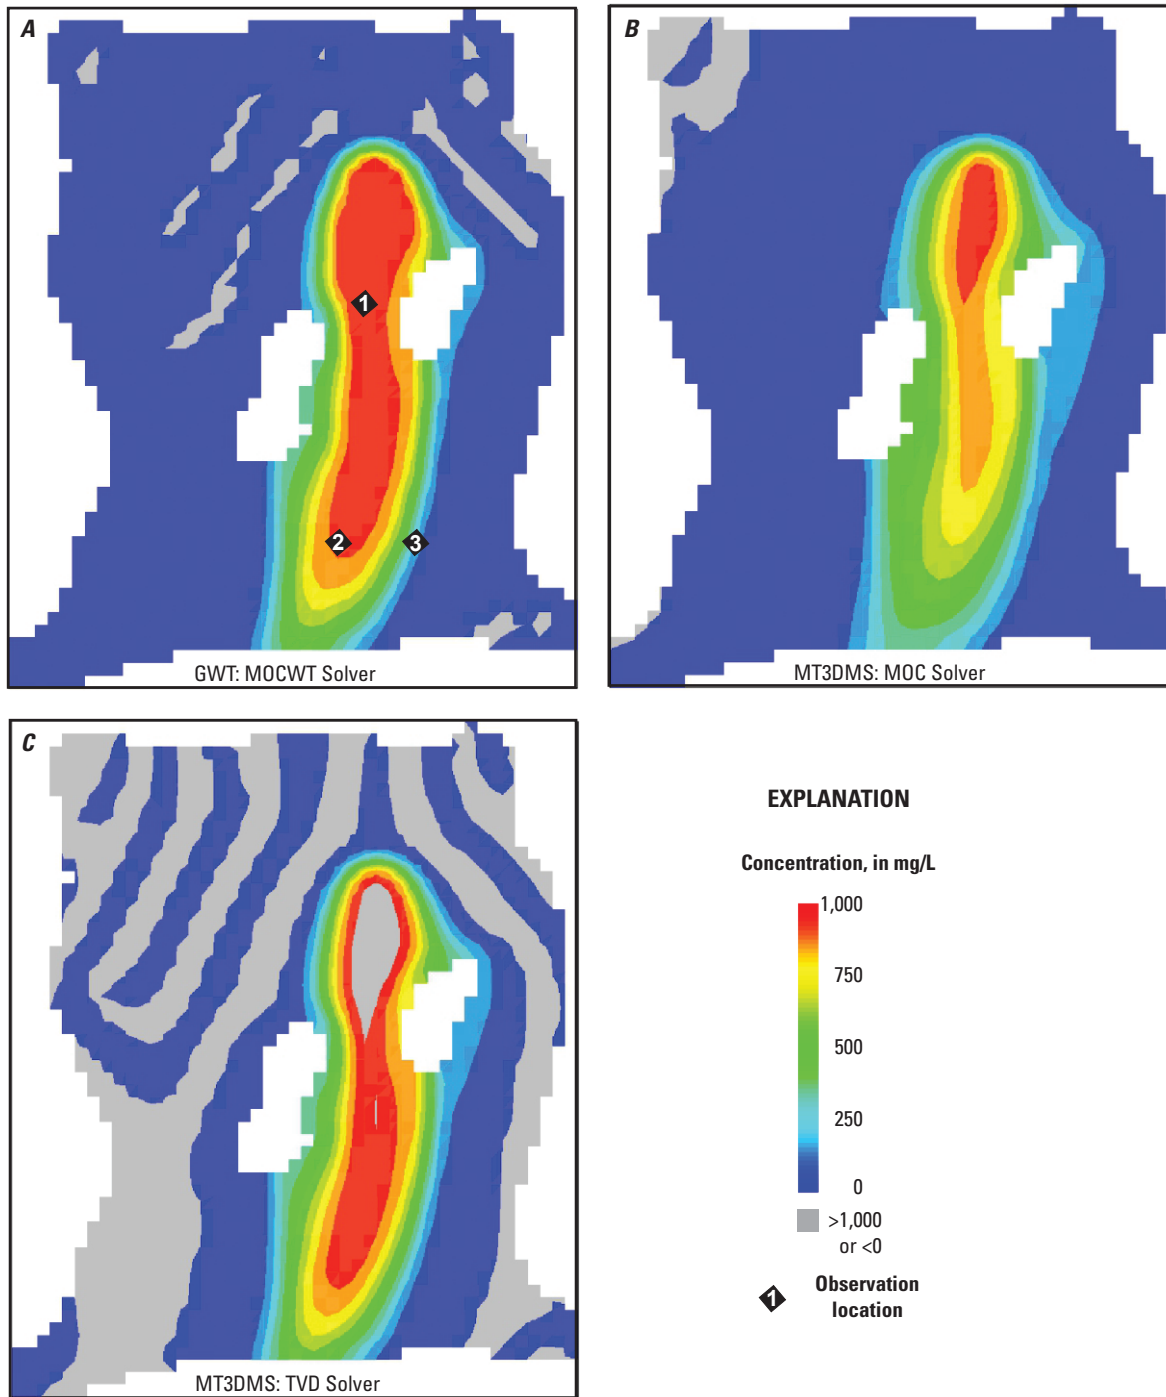 A
B
1
2
3
GWT: MOCWT Solver
MT3DMS: MOC Solver
C
MT3DMS: TVD Solver
EXPLANATION
Concentration, in mg/L
1,000
750
500
250
0
>1,000
or <0
1
Observation
location